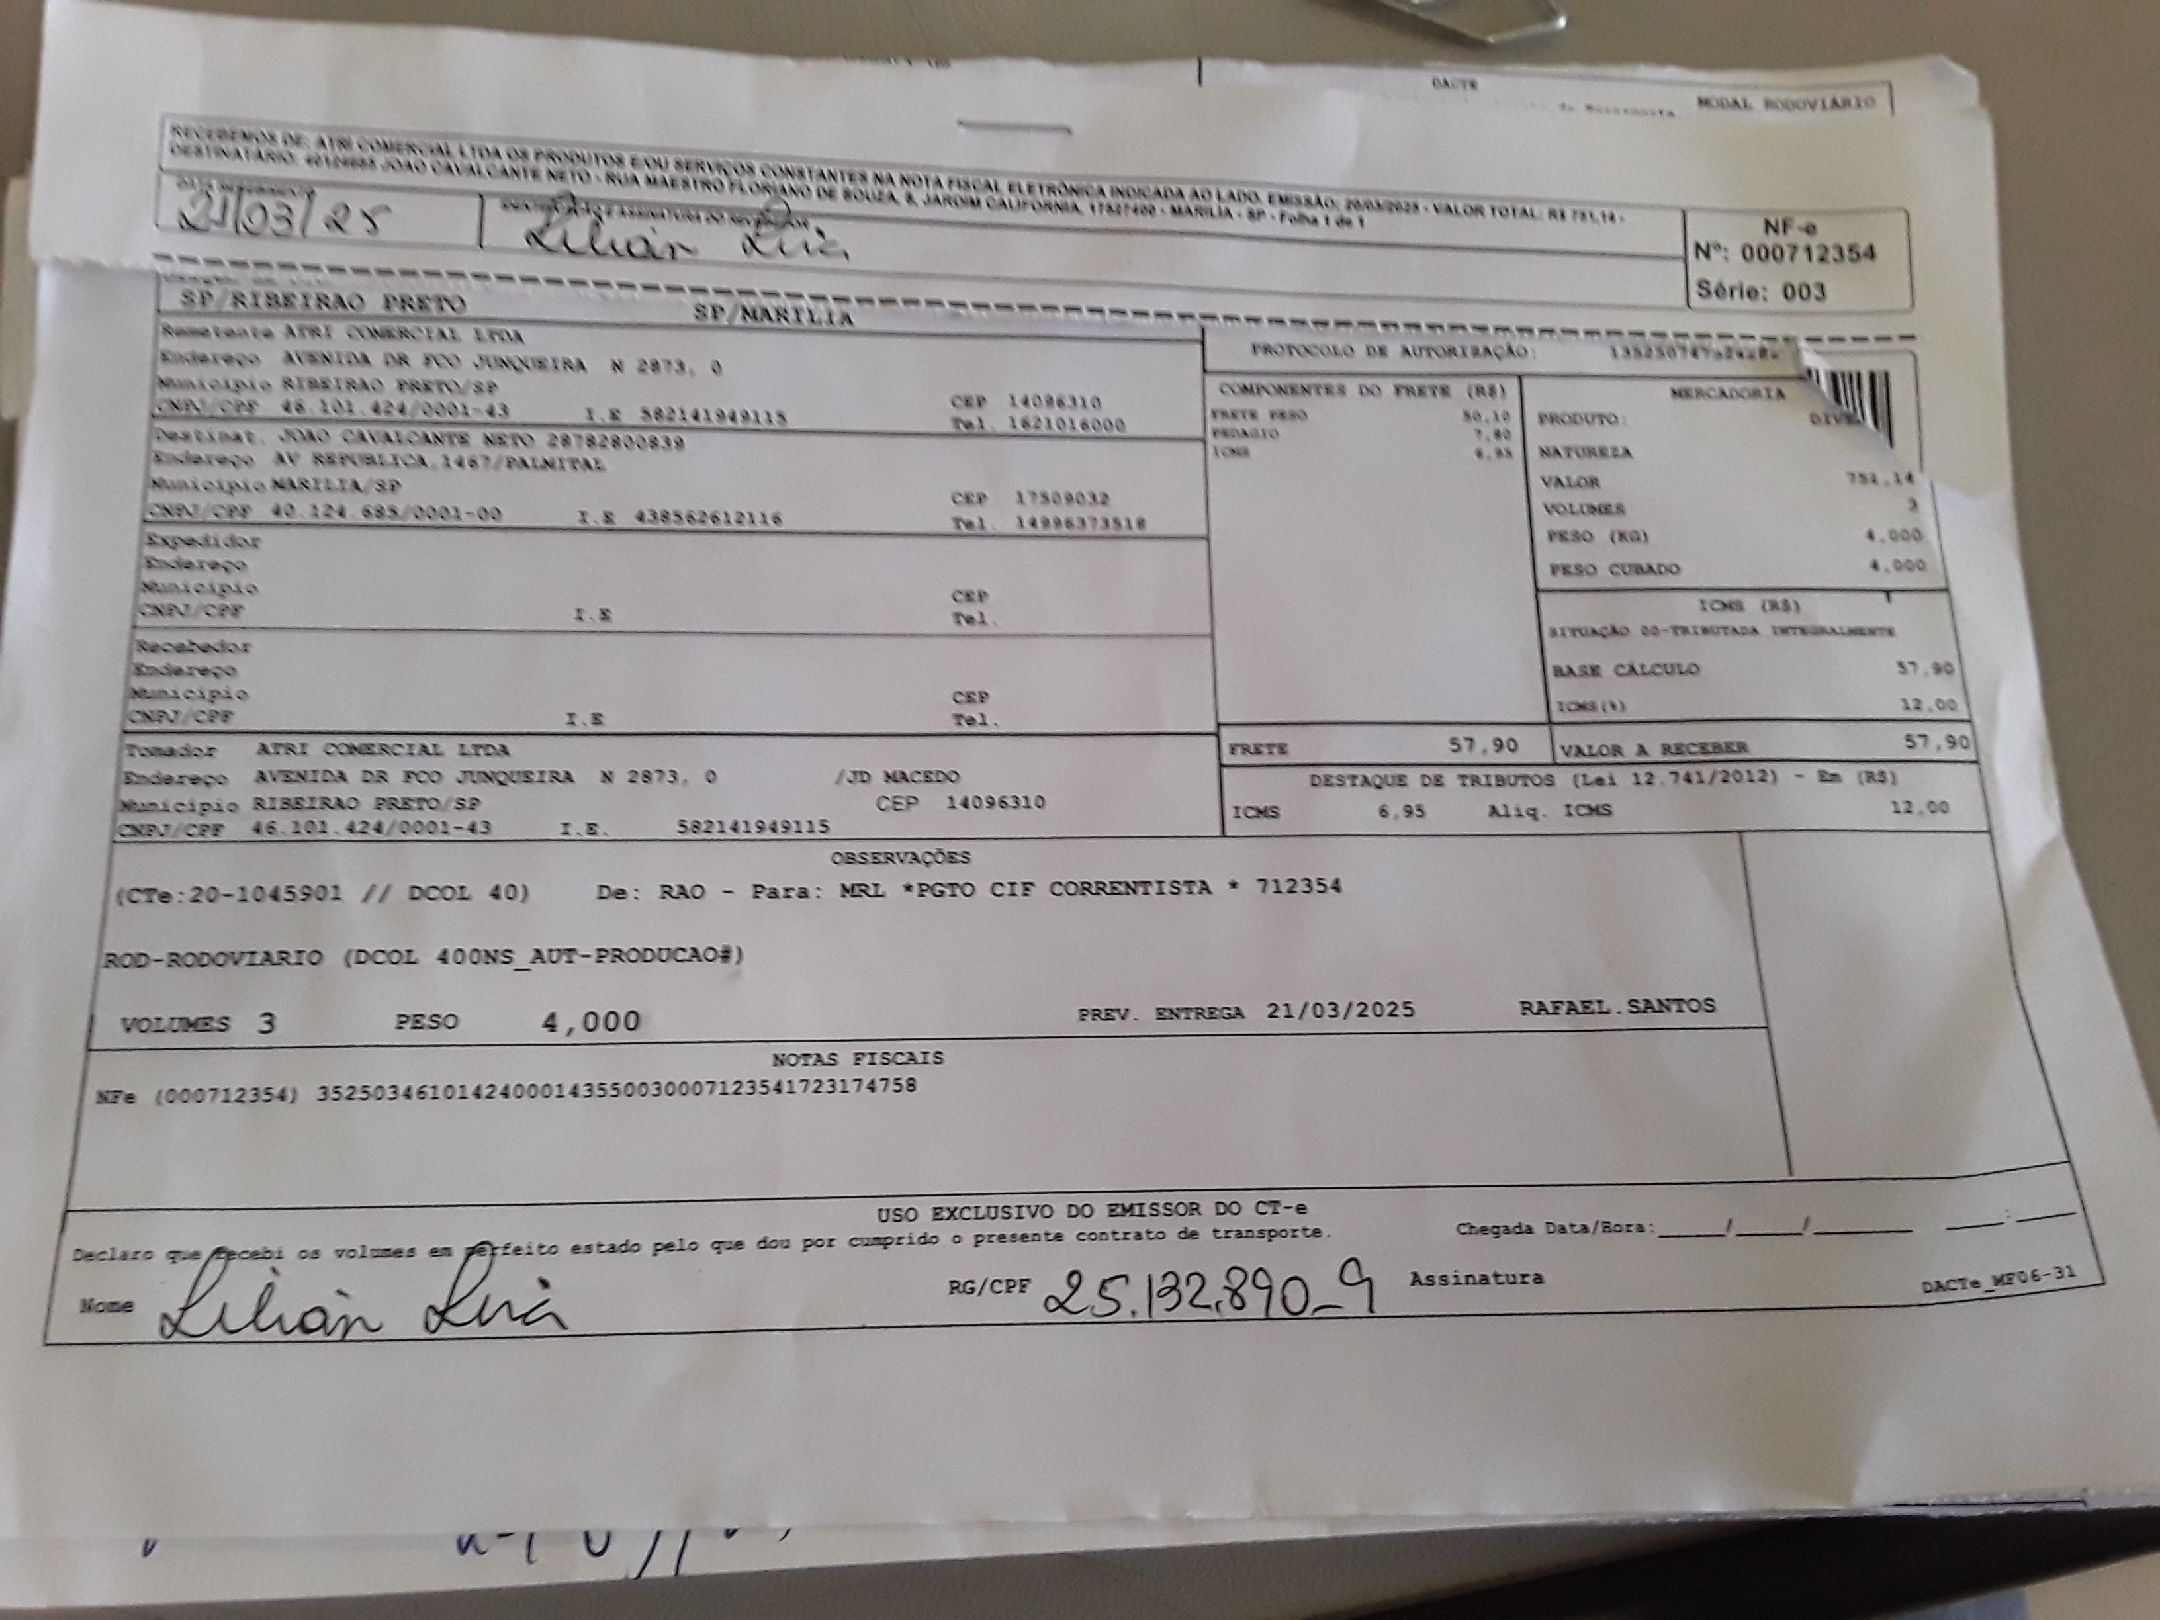 DACTE
MODAL RODOVIÁRIO
RECEBEMOS DE: ATRI COMERCIAL LTDA OS PRODUTOS E/OU SERVIÇOS CONSTANTES NA NOTA FISCAL ELETRÔNICA INDICADA AO LADO. EMISSÃO: 20/03/2025 - VALOR TOTAL: R$ 751,14 -
DESTINATÁRIO: 40124685 JOAO CAVALCANTE NETO - RUA MAESTRO FLORIANO DE SOUZA, 8, JARDIM CALIFORNIA, 17527400 - MARILIA - SP - Folha 1 de 1
21/03/25
Lilian
NF-e
Nº: 000712354
Série: 003
SP/RIBEIRAO PRETO SP/MARILIA
Remetente ATRI COMERCIAL LTDA
Endereço AVENIDA DR FCO JUNQUEIRA N 2873, 0
Município RIBEIRAO PRETO/SP CEP 14096310
CNPJ/CPF 46.101.424/0001-43 I.E 582141949115 Tel. 1621016000
Destinat. JOAO CAVALCANTE NETO 28782800839
Endereço AV REPUBLICA,1467/PALMITAL
Município MARILIA/SP CEP 17509032
CNPJ/CPF 40.124.685/0001-00 I.E 438562612116 Tel. 14996373518
Expedidor
Endereço
Município CEP
CNPJ/CPF I.E Tel.
Recebedor
Endereço
Município CEP
CNPJ/CPF I.E Tel.
Tomador ATRI COMERCIAL LTDA
Endereço AVENIDA DR FCO JUNQUEIRA N 2873, 0 /JD MACEDO
Município RIBEIRAO PRETO/SP CEP 14096310
CNPJ/CPF 46.101.424/0001-43 I.E. 582141949115
PROTOCOLO DE AUTORIZAÇÃO:
COMPONENTES DO FRETE (R$)
FRETE PESO 50,10
PEDAGIO 7,80
ICMS 6,95
MERCADORIA
PRODUTO:
NATUREZA
VALOR 751,14
VOLUMES 3
PESO (KG) 4,000
PESO CUBADO 4,000
ICMS (R$)
SITUAÇÃO 00-TRIBUTADA INTEGRALMENTE
BASE CÁLCULO 57,90
ICMS(%) 12,00
FRETE 57,90 VALOR A RECEBER 57,90
DESTAQUE DE TRIBUTOS (Lei 12.741/2012) - Em (R$)
ICMS 6,95 Aliq. ICMS 12,00
OBSERVAÇÕES
(CTe:20-1045901 // DCOL 40) De: RAO - Para: MRL *PGTO CIF CORRENTISTA * 712354
ROD-RODOVIARIO (DCOL 400NS_AUT-PRODUCAO#)
VOLUMES 3 PESO 4,000 PREV. ENTREGA 21/03/2025 RAFAEL.SANTOS
NOTAS FISCAIS
NFe (000712354) 35250346101424000143550030007123541723174758
USO EXCLUSIVO DO EMISSOR DO CT-e
Declaro que recebi os volumes em perfeito estado pelo que dou por cumprido o presente contrato de transporte. Chegada Data/Hora:_____/_____/_______ ____:____
Nome Lilian RG/CPF 25.132.890-9 Assinatura
DACTe_MF06-31